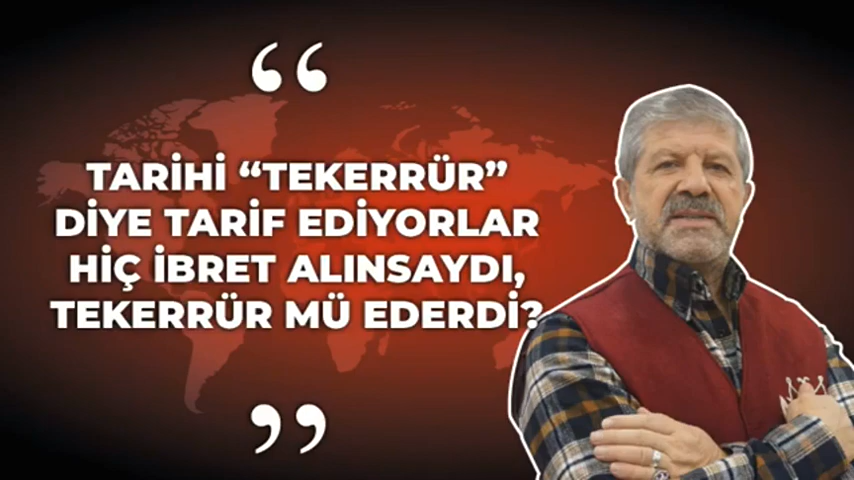 “
TARİHİ “TEKERRÜR”
DİYE TARİF EDİYORLAR
HİÇ İBRET ALINSAYDI,
TEKERRÜR MÜ EDERDİ?
”